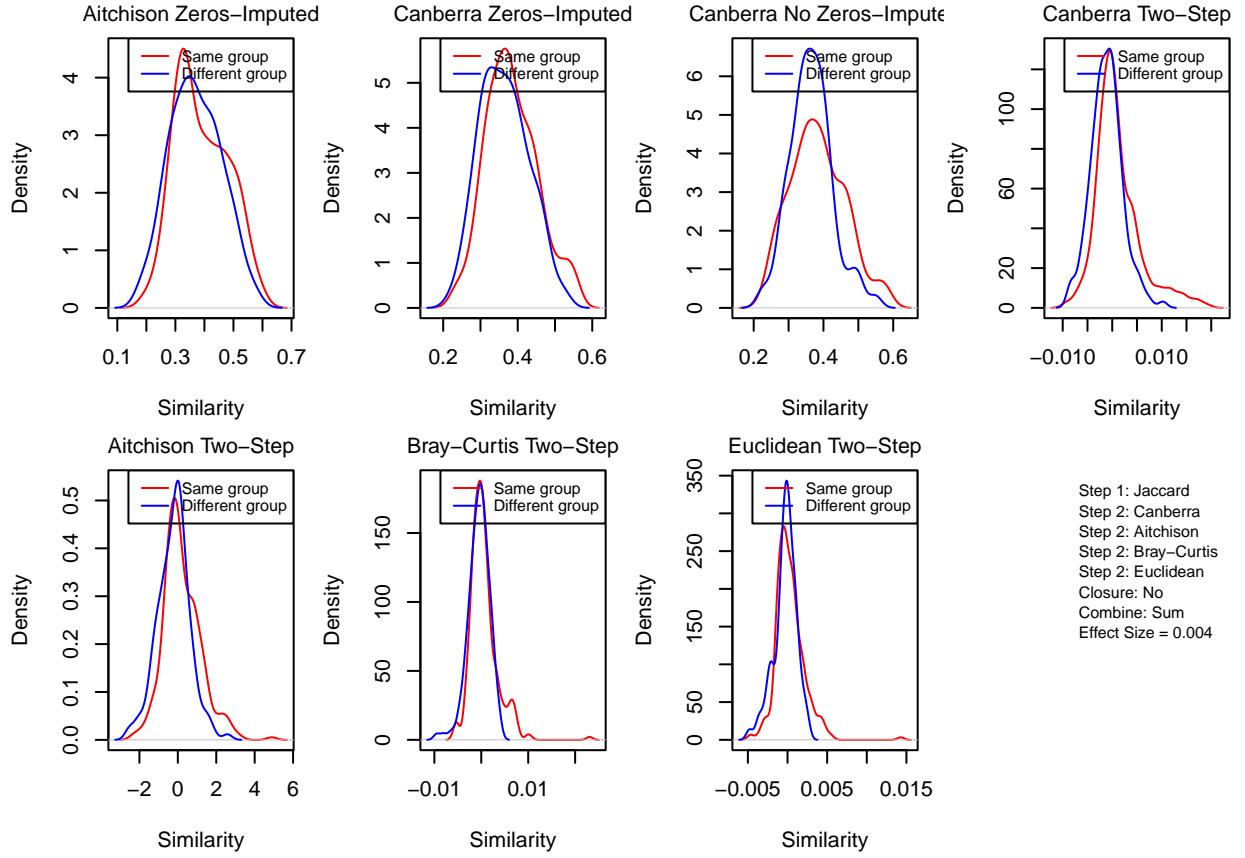 Aitchison Zeros−Imputed
Density
4
3
2
1
0
Same group
Different group
0.1 0.3 0.5 0.7
Similarity
Canberra Zeros−Imputed
Density
5
4
3
2
1
0
Same group
Different group
0.2 0.4 0.6
Similarity
Canberra No Zeros−Impute
Density
6
5
4
3
2
1
0
Same group
Different group
0.2 0.4 0.6
Similarity
Canberra Two−Step
Density
100
60
20
0
Same group
Different group
−0.010 0.010
Similarity
Aitchison Two−Step
Density
0.5
0.4
0.3
0.2
0.1
0.0
Same group
Different group
−2 0 2 4 6
Similarity
Bray−Curtis Two−Step
Density
150
100
50
0
Same group
Different group
−0.01 0.01
Similarity
Euclidean Two−Step
Density
350
250
150
50
0
Same group
Different group
−0.005 0.005 0.015
Similarity
Step 1: Jaccard
Step 2: Canberra
Step 2: Aitchison
Step 2: Bray−Curtis
Step 2: Euclidean
Closure: No
Combine: Sum
Effect Size = 0.004